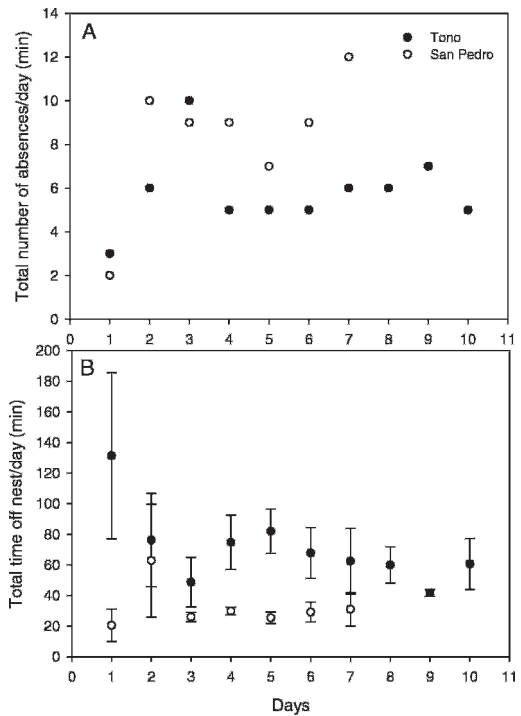 A
Tono
San Pedro
Total number of absences/day (min)
14
12
10
8
6
4
2
0
0 1 2 3 4 5 6 7 8 9 10 11
B
Total time off nest/day (min)
200
180
160
140
120
100
80
60
40
20
0
0 1 2 3 4 5 6 7 8 9 10 11
Days